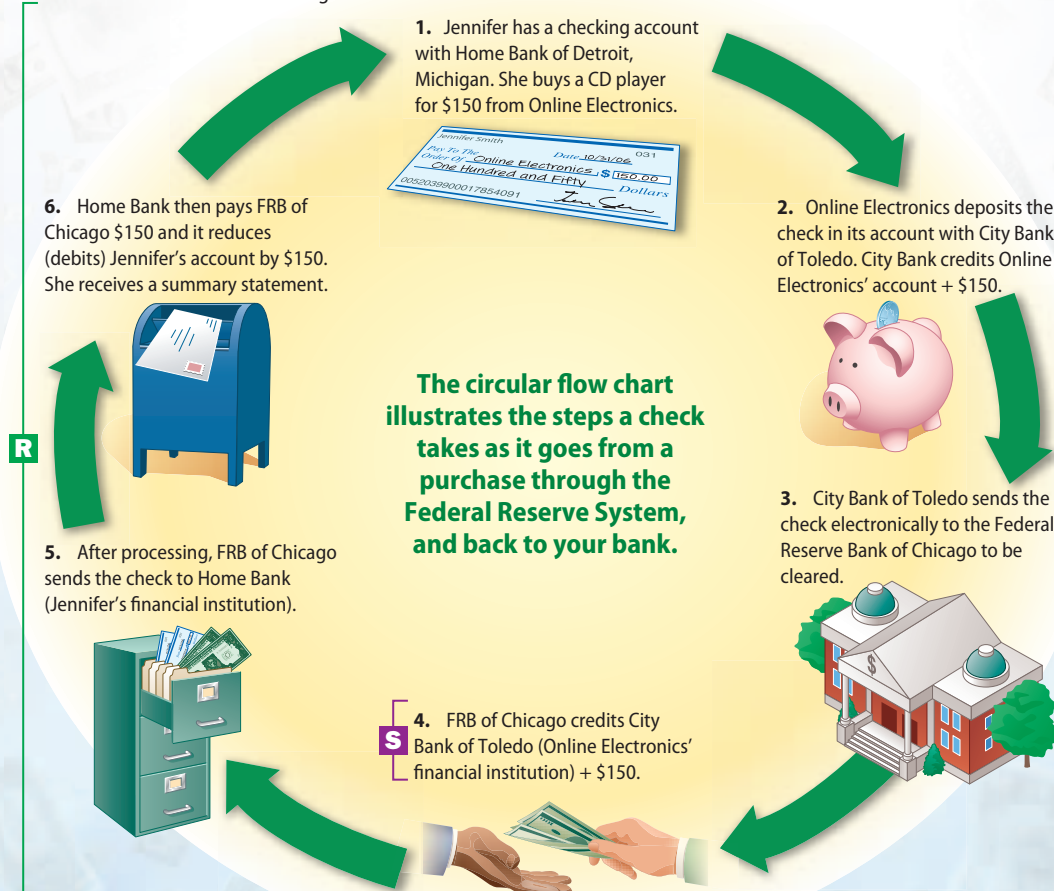 1. Jennifer has a checking account
with Home Bank of Detroit,
Michigan. She buys a CD player
for $150 from Online Electronics.
Jennifer Smith
031
Pay To The
Order Of Online Electronics
Date 10/31/06
$ 150.00
One Hundred and Fifty Dollars
0052039900017854091
2. Online Electronics deposits the
check in its account with City Bank
of Toledo. City Bank credits Online
Electronics’ account + $150.
3. City Bank of Toledo sends the
check electronically to the Federal
Reserve Bank of Chicago to be
cleared.
$
S
4. FRB of Chicago credits City
Bank of Toledo (Online Electronics’
financial institution) + $150.
5. After processing, FRB of Chicago
sends the check to Home Bank
(Jennifer’s financial institution).
R
6. Home Bank then pays FRB of
Chicago $150 and it reduces
(debits) Jennifer’s account by $150.
She receives a summary statement.
The circular flow chart
illustrates the steps a check
takes as it goes from a
purchase through the
Federal Reserve System,
and back to your bank.